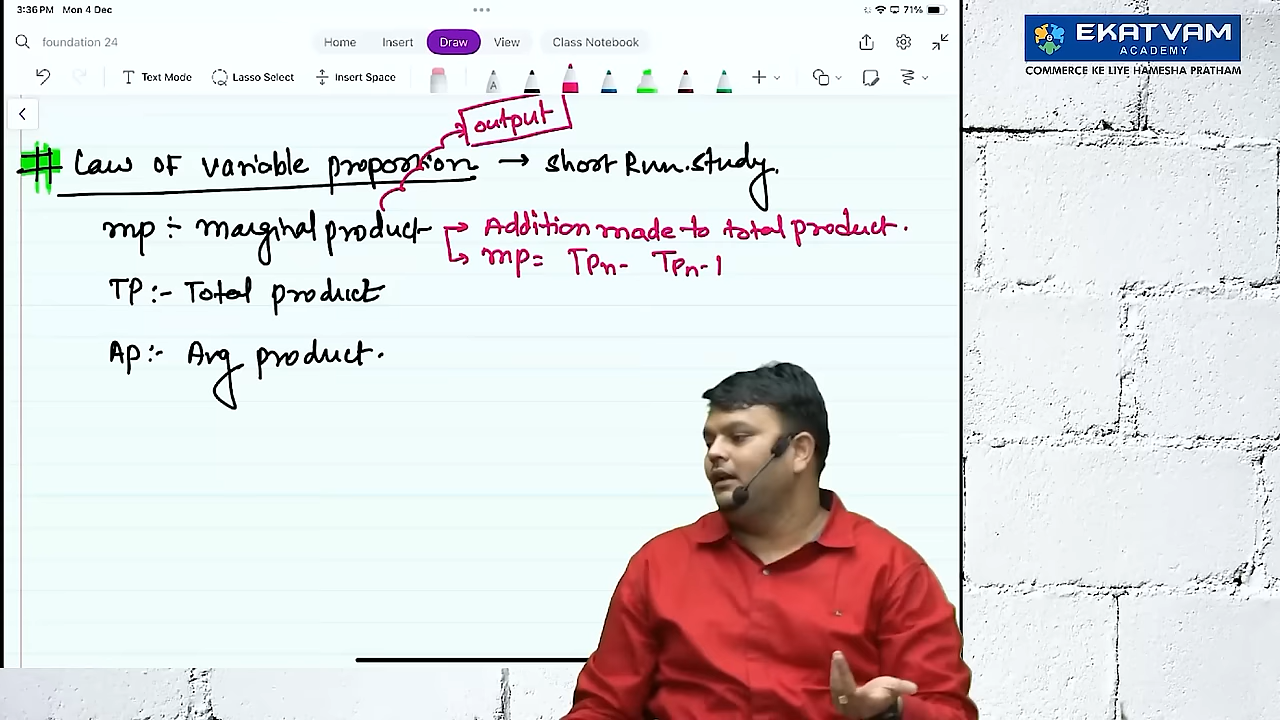 3:36 PM Mon 4 Dec
71%
foundation 24
Home Insert Draw View Class Notebook
Text Mode Lasso Select Insert Space
EKATVAM
ACADEMY
COMMERCE KE LIYE HAMESHA PRATHAM
output
# Law of variable proportion → short Run.study.
mp :- marginal product → Addition made to total product.
→ mp = TPn - TPn-1
TP :- Total product
AP :- Avg product.